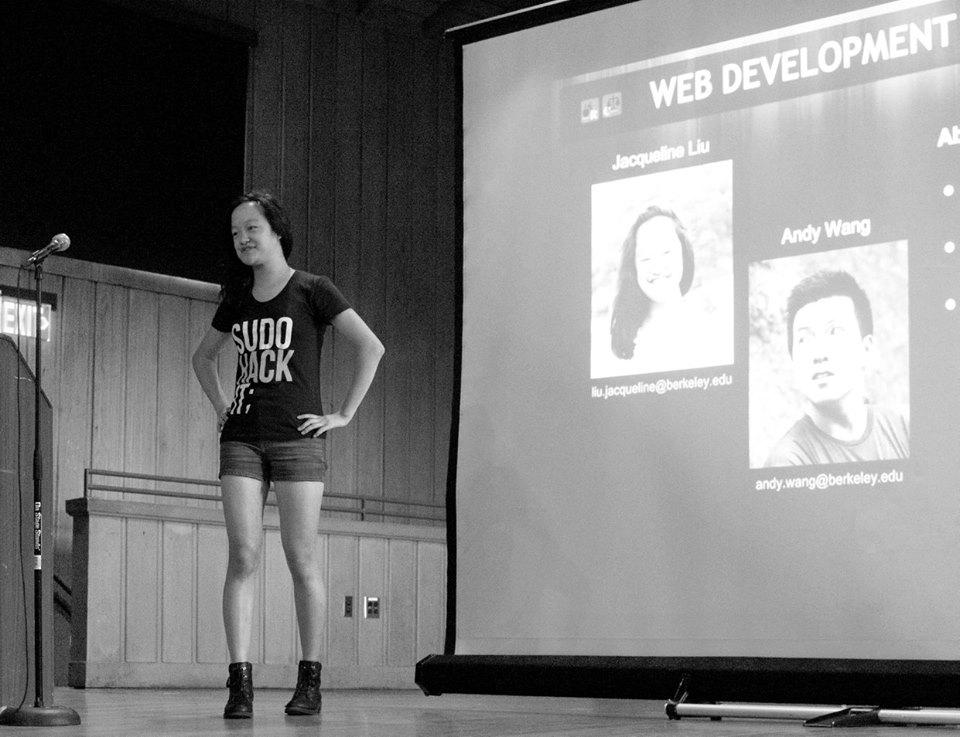 WEB DEVELOPMENT
Jacqueline Liu
Andy Wang
liu.jacqueline@berkeley.edu
andy.wang@berkeley.edu
SUDO
HACK
IT;
EXIT